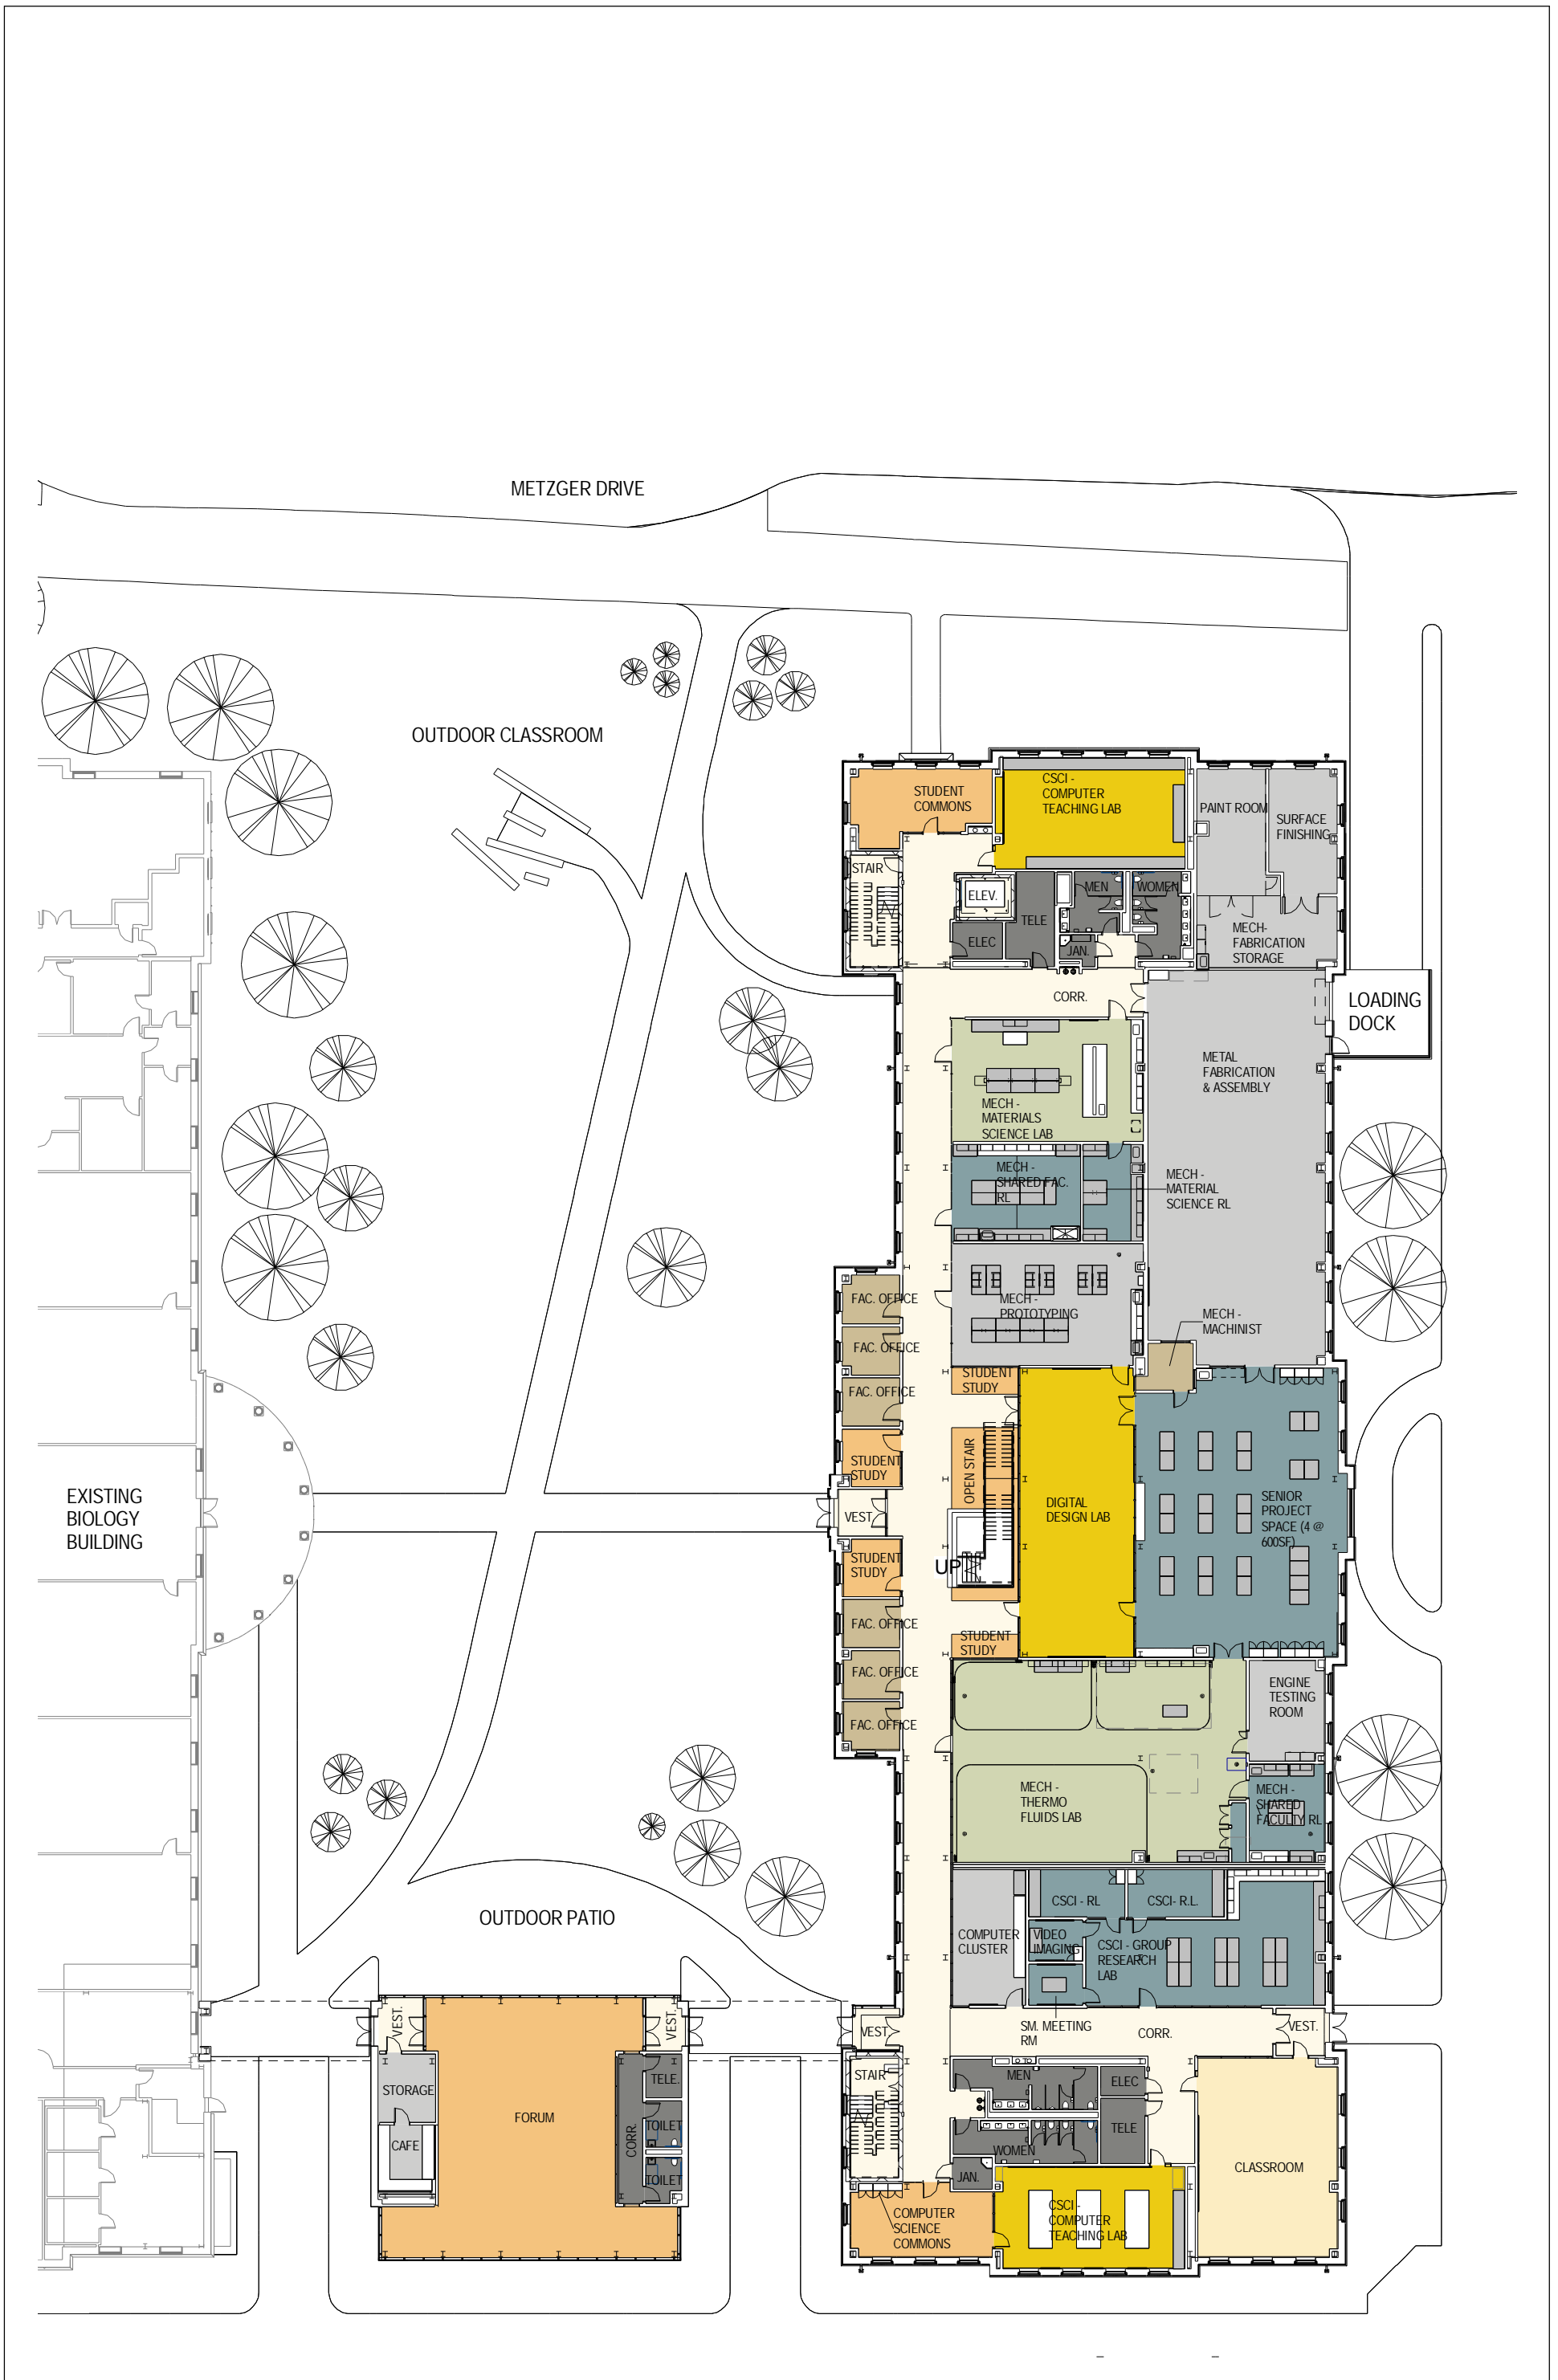 METZGER DRIVE
OUTDOOR CLASSROOM
STUDENT
COMMONS
CSCI -
COMPUTER
TEACHING LAB
PAINT ROOM
SURFACE
FINISHING
STAIR
ELEV.
TELE
MEN
WOMEN
ELEC
JAN.
MECH-
FABRICATION
STORAGE
CORR.
LOADING
DOCK
METAL
FABRICATION
& ASSEMBLY
MECH -
MATERIALS
SCIENCE LAB
MECH -
SHARED FAC.
RL
MECH -
MATERIAL
SCIENCE RL
FAC. OFFICE
MECH -
PROTOTYPING
MECH -
MACHINIST
FAC. OFFICE
STUDENT
STUDY
FAC. OFFICE
STUDENT
STUDY
OPEN STAIR
EXISTING
BIOLOGY
BUILDING
VEST.
DIGITAL
DESIGN LAB
SENIOR
PROJECT
SPACE (4 @
600SF)
STUDENT
STUDY
UP
FAC. OFFICE
STUDENT
STUDY
FAC. OFFICE
FAC. OFFICE
ENGINE
TESTING
ROOM
MECH -
THERMO
FLUIDS LAB
MECH -
SHARED
FACULTY RL
OUTDOOR PATIO
CSCI - RL
CSCI- R.L.
COMPUTER
CLUSTER
VIDEO
IMAGING
CSCI - GROUP
RESEARCH
LAB
VEST.
VEST.
VEST.
SM. MEETING
RM
CORR.
VEST.
STORAGE
TELE.
STAIR
MEN
ELEC
FORUM
CAFE
CORR.
TOILET
TOILET
WOMEN
TELE
JAN.
CLASSROOM
COMPUTER
SCIENCE
COMMONS
CSCI -
COMPUTER
TEACHING LAB